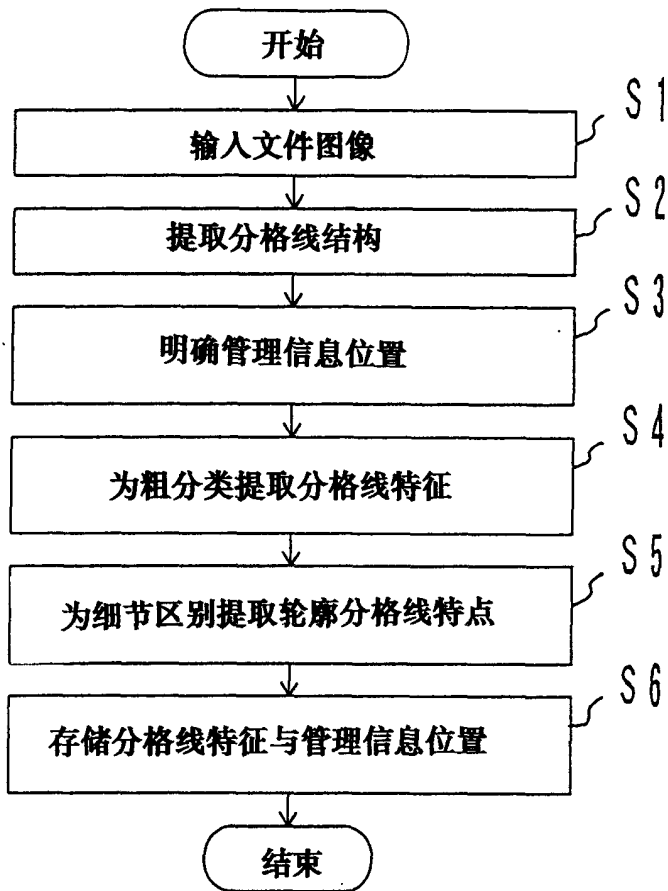 开始
S1
输入文件图像
S2
提取分格线结构
S3
明确管理信息位置
S4
为粗分类提取分格线特征
S5
为细节区别提取轮廓分格线特点
S6
存储分格线特征与管理信息位置
结束